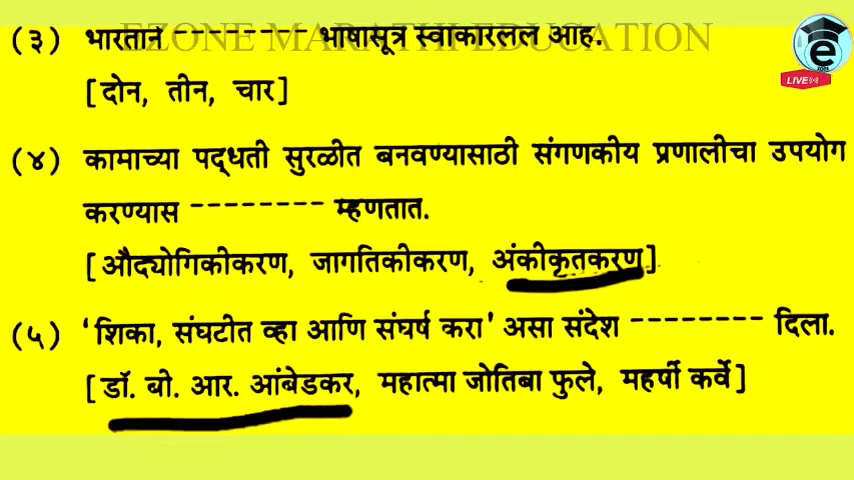 EZONE MARATHI EDUCATION
(३) भारतान -------- भाषासूत्र स्वाकारलल आह.
[दोन, तीन, चार]
(४) कामाच्या पद्धती सुरळीत बनवण्यासाठी संगणकीय प्रणालीचा उपयोग
करण्यास -------- म्हणतात.
[औद्योगिकीकरण, जागतिकीकरण, अंकीकृतकरण]
(५) 'शिका, संघटीत व्हा आणि संघर्ष करा' असा संदेश -------- दिला.
[डॉ. बी. आर. आंबेडकर, महात्मा जोतिबा फुले, महर्षी कर्वे]
e
LIVE